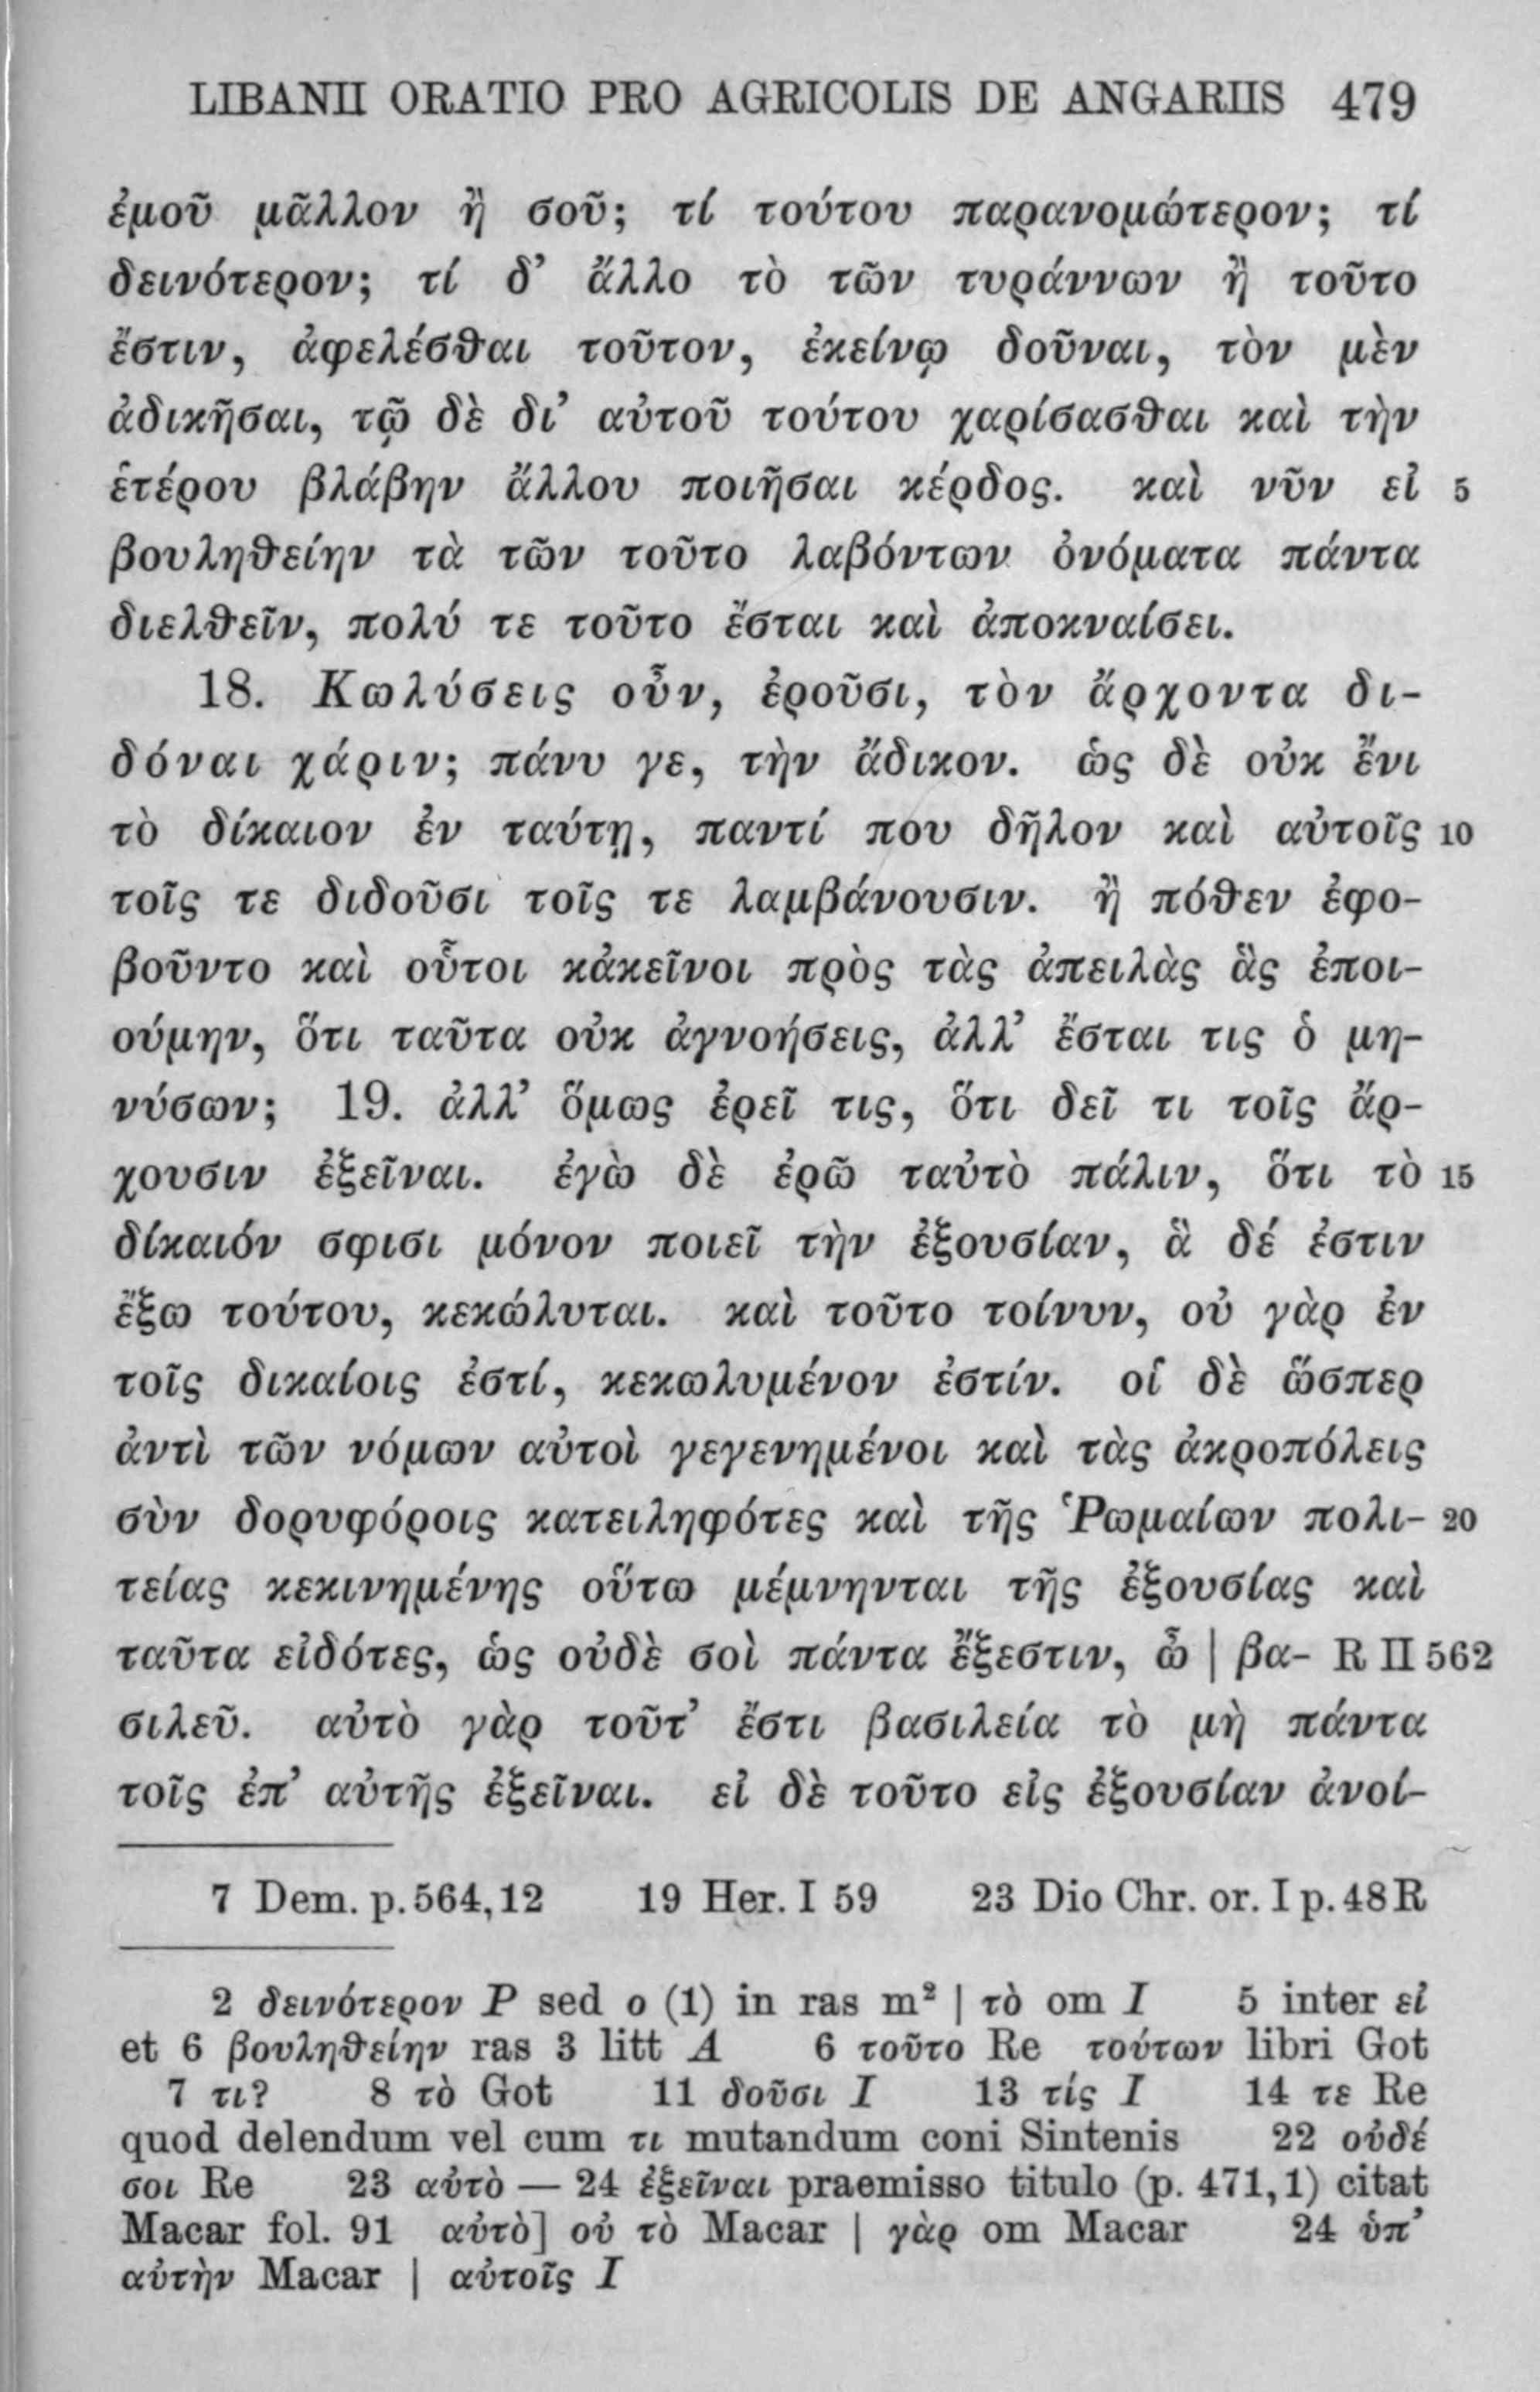 LIBANII ORATIO PRO AGRICOLIS DE ANGARIIS 479
ἐμοῦ μᾶλλον ἢ σοῦ; τί τούτου παρανομώτερον; τί
δεινότερον; τί δ’ ἄλλο τὸ τῶν τυράννων ἢ τοῦτο
ἔστιν, ἀφελέσθαι τοῦτον, ἐκείνῳ δοῦναι, τὸν μὲν
ἀδικῆσαι, τῷ δὲ δι’ αὐτοῦ τούτου χαρίσασθαι καὶ τὴν
ἑτέρου βλάβην ἄλλου ποιῆσαι κέρδος. καὶ νῦν εἰ 5
βουληθείην τὰ τῶν τοῦτο λαβόντων ὀνόματα πάντα
διελθεῖν, πολύ τε τοῦτο ἔσται καὶ ἀποκναίσει.
18. Κωλύσεις οὖν, ἐροῦσι, τὸν ἄρχοντα δι-
δόναι χάριν; πάνυ γε, τὴν ἄδικον. ὡς δὲ οὐκ ἔνι
τὸ δίκαιον ἐν ταύτῃ, παντί που δῆλον καὶ αὐτοῖς 10
τοῖς τε διδοῦσι τοῖς τε λαμβάνουσιν. ἢ πόθεν ἐφο-
βοῦντο καὶ οὗτοι κἀκεῖνοι πρὸς τὰς ἀπειλὰς ἃς ἐποι-
ούμην, ὅτι ταῦτα οὐκ ἀγνοήσεις, ἀλλ’ ἔσται τις ὁ μη-
νύσων; 19. ἀλλ’ ὅμως ἐρεῖ τις, ὅτι δεῖ τι τοῖς ἄρ-
χουσιν ἐξεῖναι. ἐγὼ δὲ ἐρῶ ταὐτὸ πάλιν, ὅτι τὸ 15
δίκαιόν σφισι μόνον ποιεῖ τὴν ἐξουσίαν, ἃ δέ ἐστιν
ἔξω τούτου, κεκώλυται. καὶ τοῦτο τοίνυν, οὐ γὰρ ἐν
τοῖς δικαίοις ἐστί, κεκωλυμένον ἐστίν. οἱ δὲ ὥσπερ
ἀντὶ τῶν νόμων αὐτοὶ γεγενημένοι καὶ τὰς ἀκροπόλεις
σὺν δορυφόροις κατειληφότες καὶ τῆς Ῥωμαίων πολι- 20
τείας κεκινημένης οὕτω μέμνηνται τῆς ἐξουσίας καὶ
ταῦτα εἰδότες, ὡς οὐδὲ σοὶ πάντα ἔξεστιν, ὦ | βα- R II 562
σιλεῦ. αὐτὸ γὰρ τοῦτ’ ἔστι βασιλεία τὸ μὴ πάντα
τοῖς ἐπ’ αὐτῆς ἐξεῖναι. εἰ δὲ τοῦτο εἰς ἐξουσίαν ἀνοί-
7 Dem. p. 564,12 19 Her. I 59 23 Dio Chr. or. I p. 48 R
2 δεινότερον P sed ο (1) in ras m² | τὸ om I 5 inter εἰ
et 6 βουληθείην ras 3 litt A 6 τοῦτο Re τούτων libri Got
7 τι? 8 τὸ Got 11 δοῦσι I 13 τίς I 14 τε Re
quod delendum vel cum τι mutandum coni Sintenis 22 οὐδέ
σοι Re 23 αὐτὸ — 24 ἐξεῖναι praemisso titulo (p. 471,1) citat
Macar fol. 91 αὐτὸ] οὐ τὸ Macar | γὰρ om Macar 24 ὑπ’
αὐτὴν Macar | αὐτοῖς I